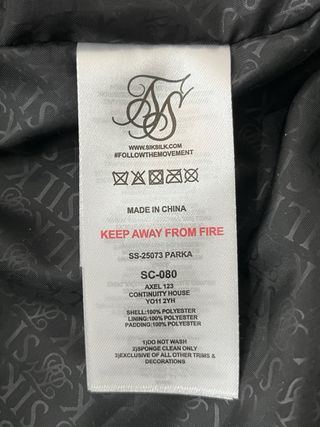 WWW.SIKSILK.COM
#FOLLOWTHEMOVEMENT
MADE IN CHINA
KEEP AWAY FROM FIRE
SS-25073 PARKA
SC-080
AXEL 123
CONTINUITY HOUSE
YO11 2YH
SHELL:100% POLYESTER
LINING:100% POLYESTER
PADDING:100% POLYESTER
1)DO NOT WASH
2)SPONGE CLEAN ONLY
3)EXCLUSIVE OF ALL OTHER TRIMS &
DECORATIONS